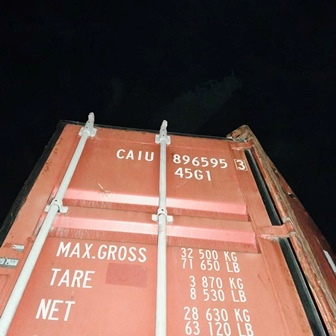 CAIU 896595 3
45G1
MAX.GROSS 32 500 KG
71 650 LB
TARE 3 870 KG
8 530 LB
NET 28 630 KG
63 120 LB